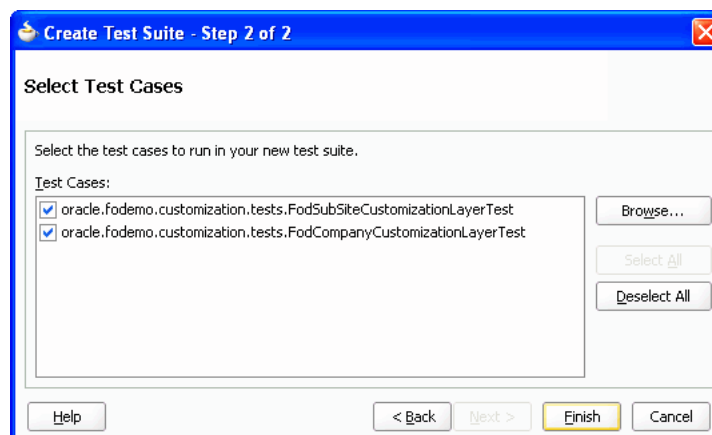 Create Test Suite - Step 2 of 2
Select Test Cases
Select the test cases to run in your new test suite.
Test Cases:
oracle.fodemo.customization.tests.FodSubSiteCustomizationLayerTest
oracle.fodemo.customization.tests.FodCompanyCustomizationLayerTest
Browse...
Select All
Deselect All
Help
< Back
Next >
Finish
Cancel